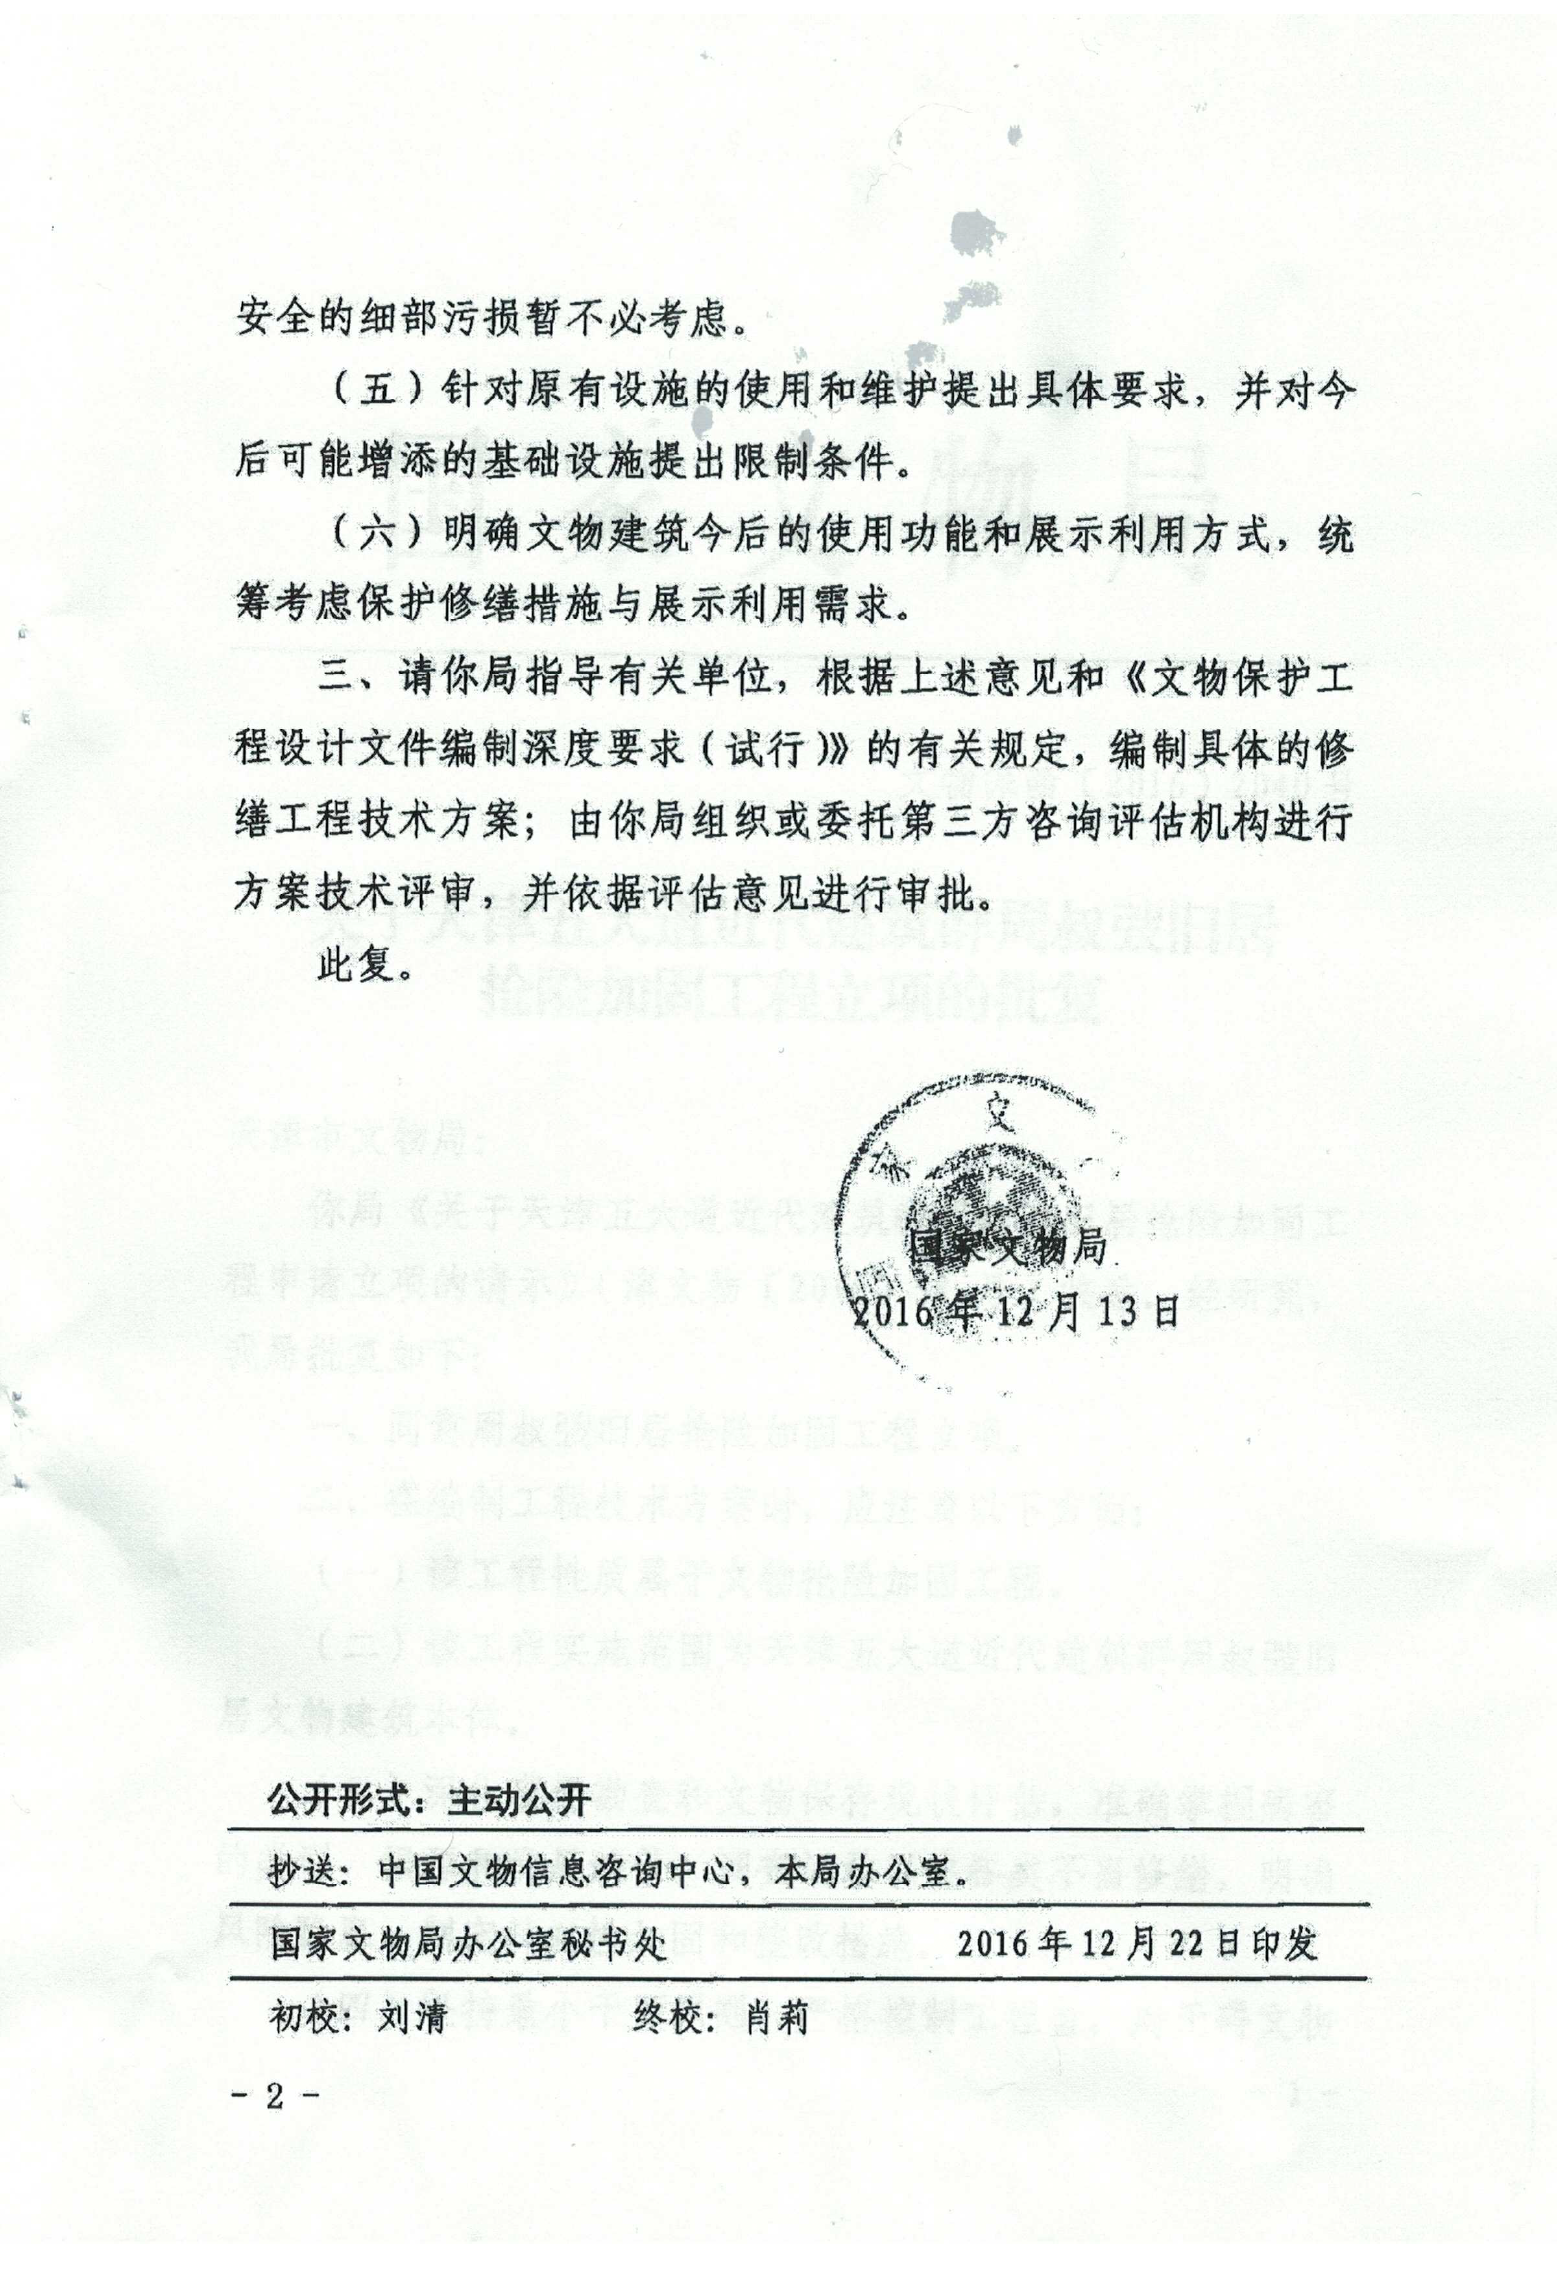 安全的细部污损暂不必考虑。
（五）针对原有设施的使用和维护提出具体要求，并对今
后可能增添的基础设施提出限制条件。
（六）明确文物建筑今后的使用功能和展示利用方式，统
筹考虑保护修缮措施与展示利用需求。
三、请你局指导有关单位，根据上述意见和《文物保护工
程设计文件编制深度要求（试行）》的有关规定，编制具体的修
缮工程技术方案；由你局组织或委托第三方咨询评估机构进行
方案技术评审，并依据评估意见进行审批。
此复。
国家文
国家文物局
2016年12月13日
公开形式：主动公开
抄送：中国文物信息咨询中心，本局办公室。
国家文物局办公室秘书处 2016年12月22日印发
初校：刘清 终校：肖莉
- 2 -